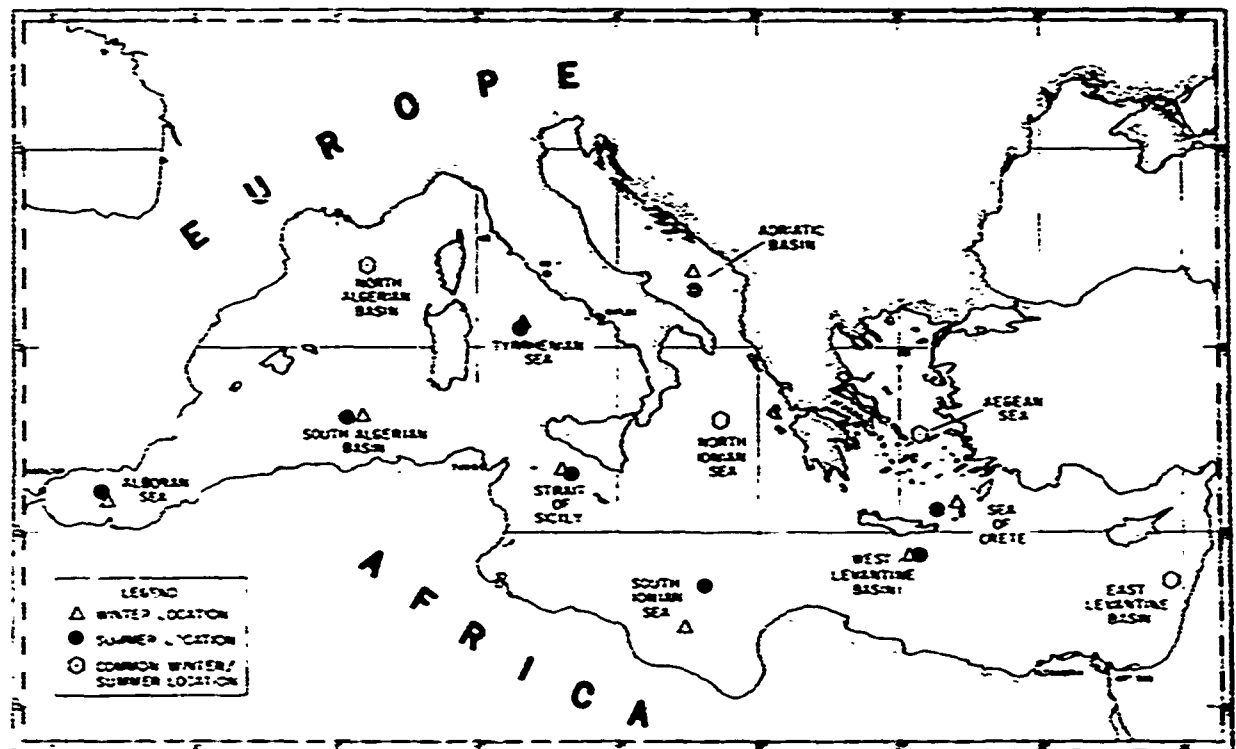 EUROPE
ADRIATIC
BASIN
NORTH
ALGERIAN
BASIN
TYRRHENIAN
SEA
AEGEAN
SEA
SOUTH ALGERIAN
BASIN
NORTH
IONIAN
SEA
ALBORAN
SEA
STRAIT
OF
SICILY
SEA
OF
CRETE
WEST
LEVANTINE
BASIN
SOUTH
IONIAN
SEA
EAST
LEVANTINE
BASIN
AFRICA
LEGEND
WINTER LOCATION
SUMMER LOCATION
COMMON WINTER/
SUMMER LOCATION